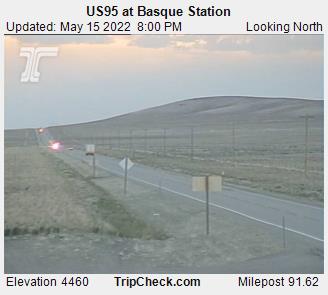 US95 at Basque Station
Updated: May 15 2022 8:00 PM Looking North
Elevation 4460 TripCheck.com Milepost 91.62